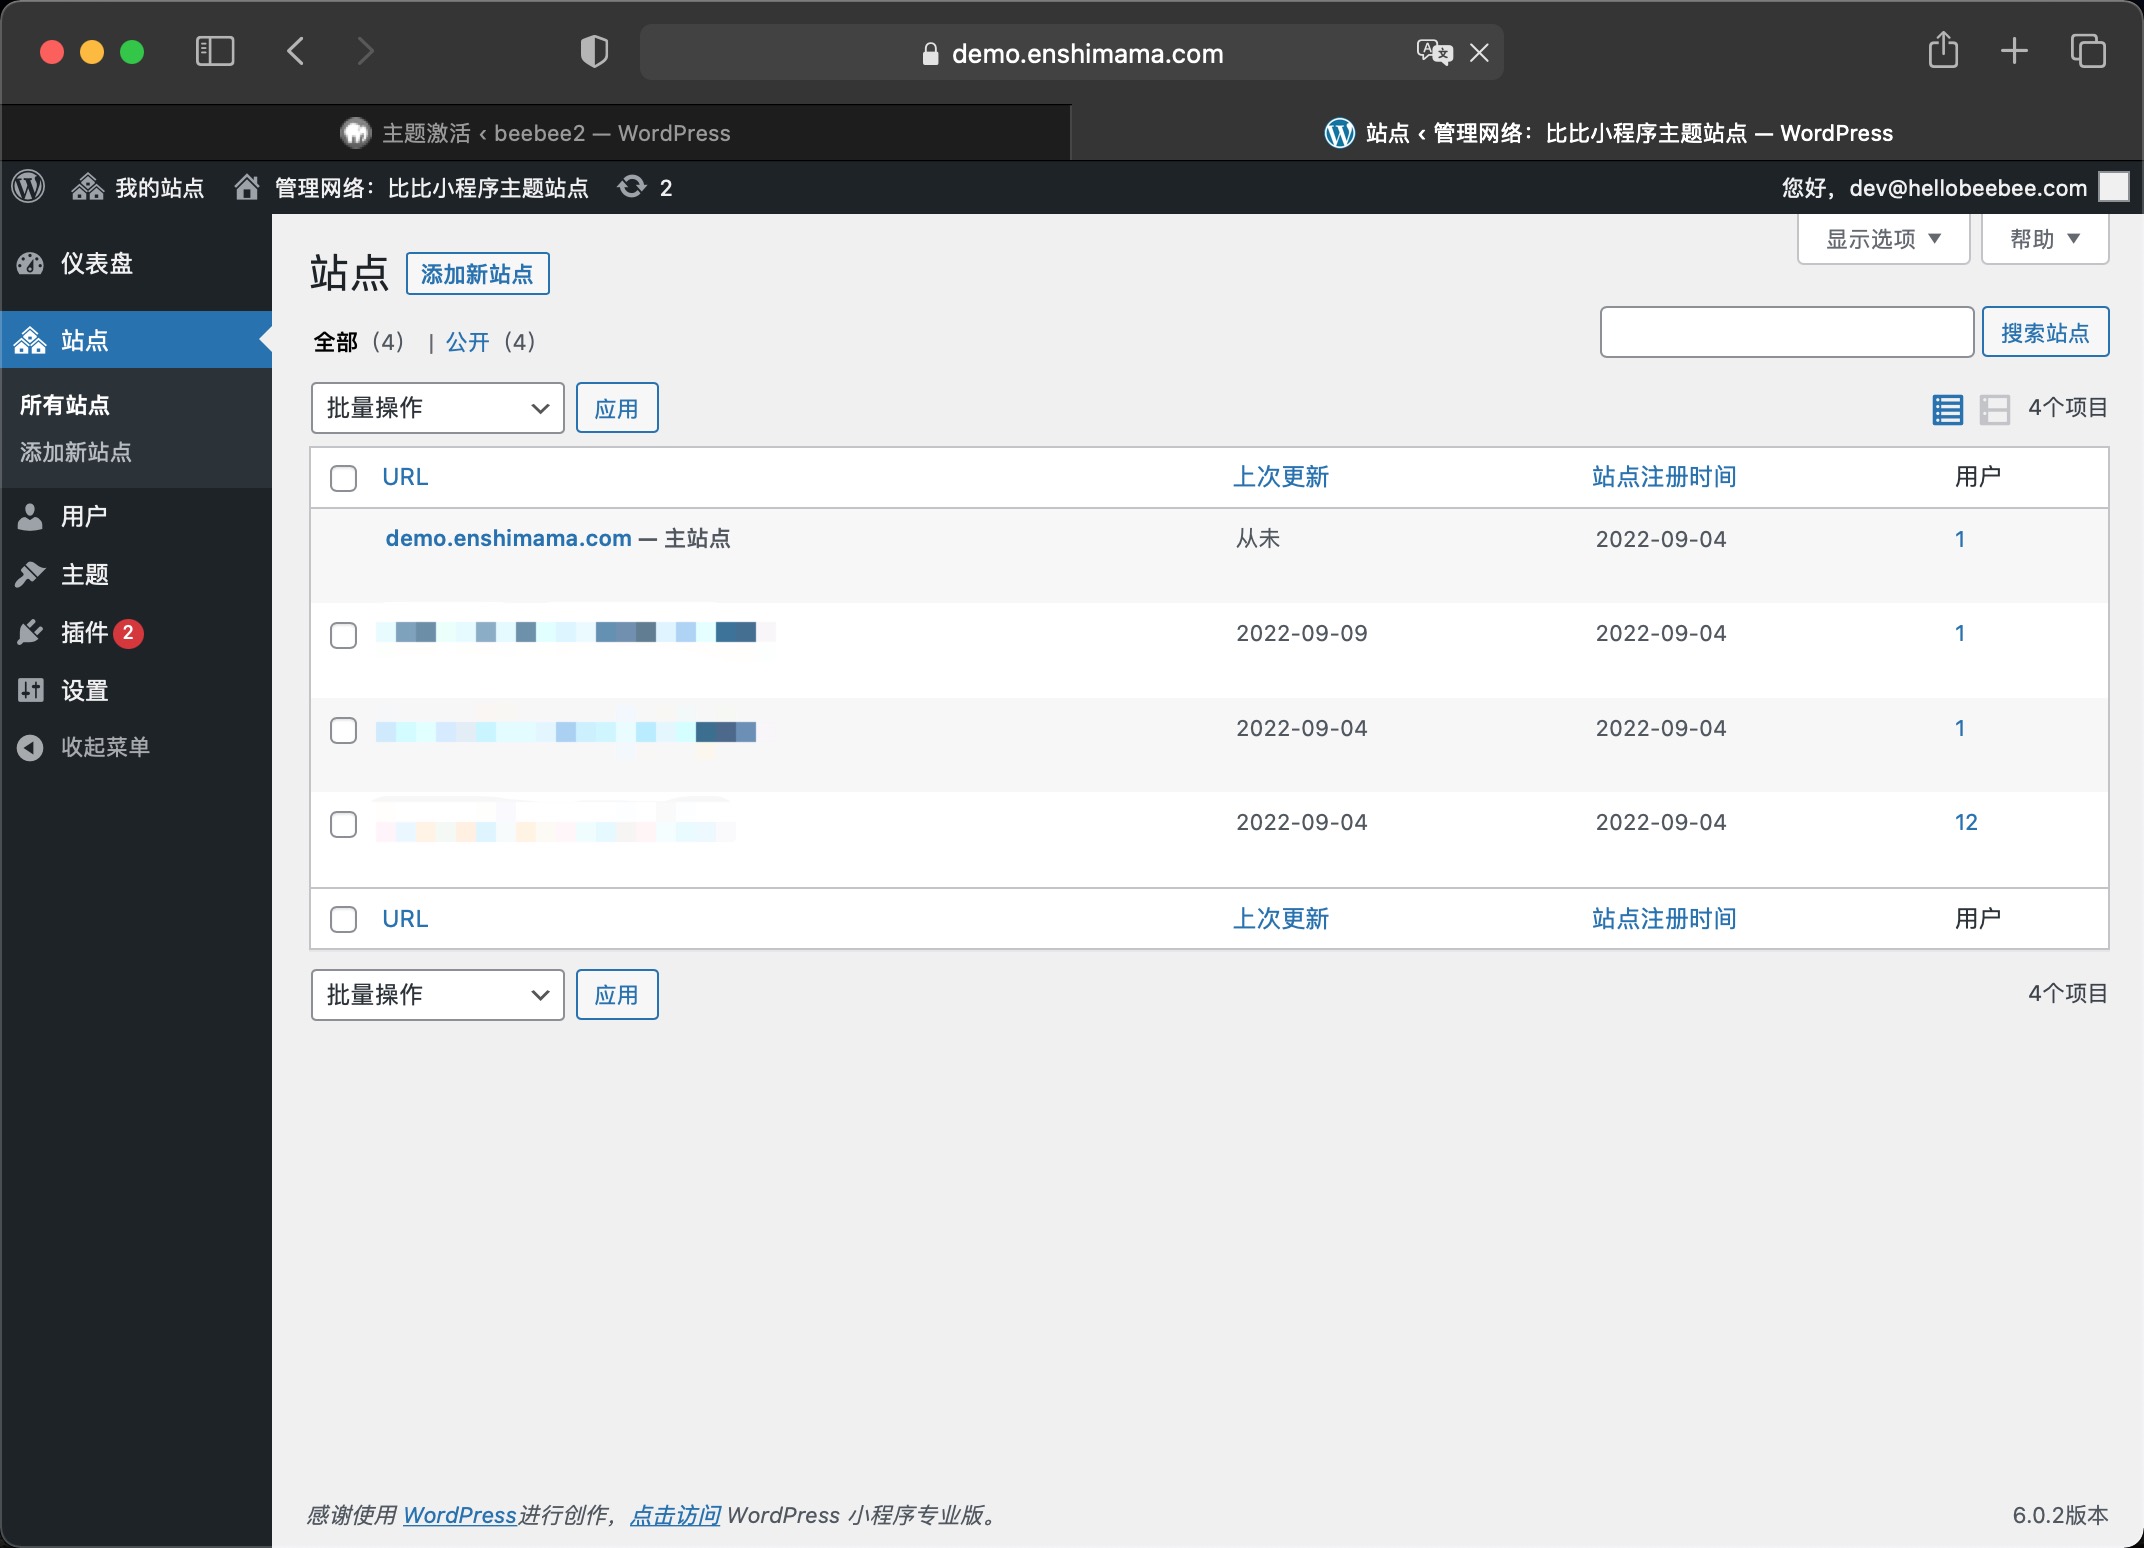 demo.enshimama.com
主题激活 ‹ beebee2 — WordPress
站点 ‹ 管理网络：比比小程序主题站点 — WordPress
我的站点 管理网络：比比小程序主题站点 2
您好，dev@hellobeebee.com
仪表盘
站点
所有站点
添加新站点
用户
主题
插件 2
设置
收起菜单
显示选项 帮助
站点 添加新站点
全部（4） | 公开（4）
搜索站点
批量操作 应用
4个项目
URL 上次更新 站点注册时间 用户
demo.enshimama.com — 主站点 从未 2022-09-04 1
2022-09-09 2022-09-04 1
2022-09-04 2022-09-04 1
2022-09-04 2022-09-04 12
URL 上次更新 站点注册时间 用户
批量操作 应用
4个项目
感谢使用 WordPress进行创作，点击访问 WordPress 小程序专业版。
6.0.2版本